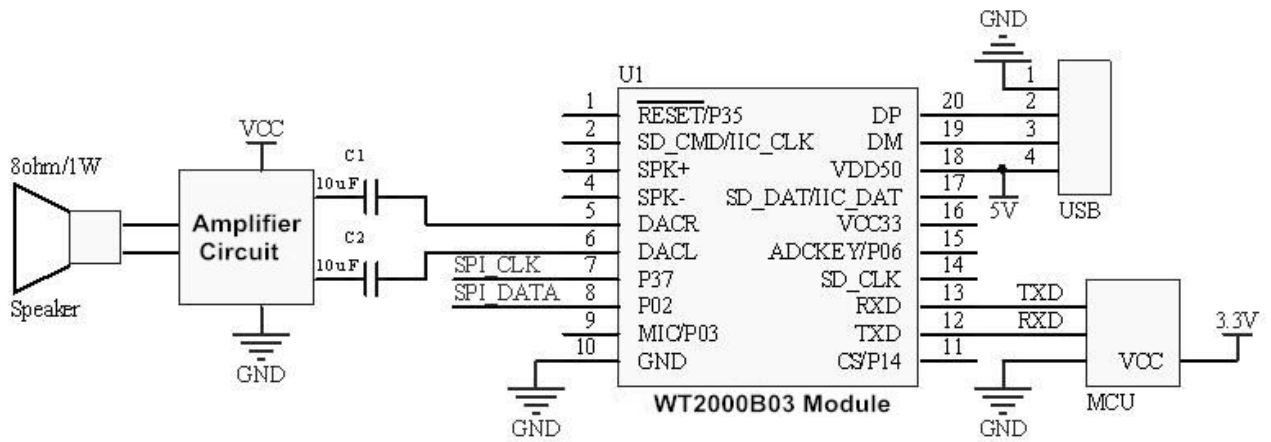 GND
U1
1
RESET/P35
DP
20
1
2
2
SD_CMD/IIC_CLK
DM
19
3
3
SPK+
VDD50
18
4
4
SPK-
SD_DAT/IIC_DAT
17
5V
USB
5
DACR
VCC33
16
6
DACL
ADCKEY/P06
15
SPI_CLK
7
P37
SD_CLK
14
SPI_DATA
8
P02
RXD
13
TXD
9
MIC/P03
TXD
12
RXD
10
GND
CS/P14
11
GND
WT2000B03 Module
GND
VCC
MCU
3.3V
8ohm/1W
VCC
C1
10uF
Amplifier
Circuit
C2
10uF
Speaker
GND